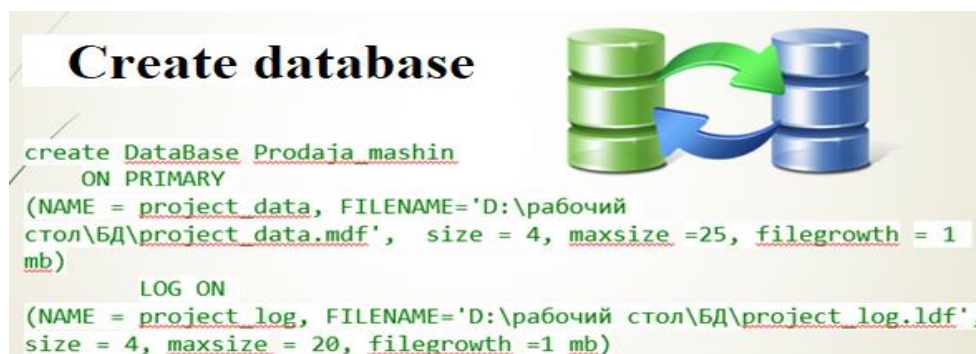 Create database
create DataBase Prodaja_mashin
ON PRIMARY
(NAME = project_data, FILENAME='D:\рабочий
стол\БД\project_data.mdf', size = 4, maxsize =25, filegrowth = 1
mb)
LOG ON
(NAME = project_log, FILENAME='D:\рабочий стол\БД\project_log.ldf',
size = 4, maxsize = 20, filegrowth =1 mb)